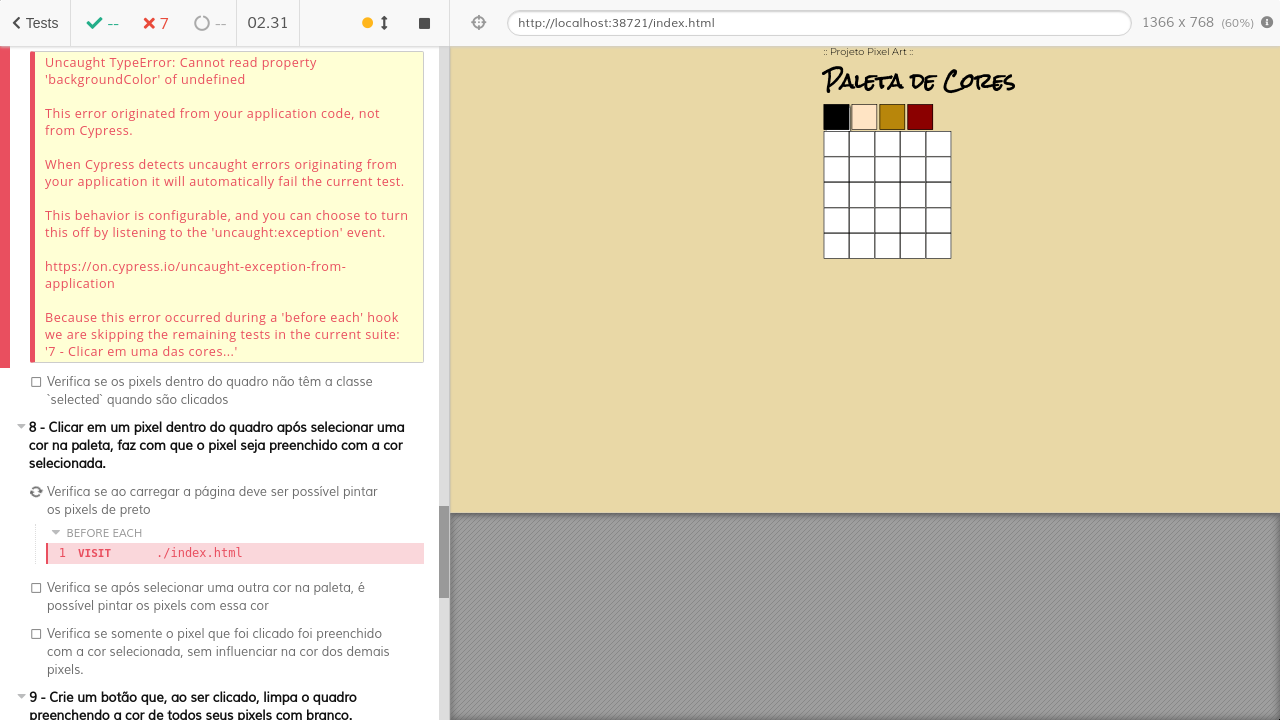 Tests
--
7
--
02.31
http://localhost:38721/index.html
1366 x 768 (60%)
Uncaught TypeError: Cannot read property
'backgroundColor' of undefined
This error originated from your application code, not
from Cypress.
When Cypress detects uncaught errors originating from
your application it will automatically fail the current test.
This behavior is configurable, and you can choose to turn
this off by listening to the 'uncaught:exception' event.
https://on.cypress.io/uncaught-exception-from-
application
Because this error occurred during a 'before each' hook
we are skipping the remaining tests in the current suite:
'7 - Clicar em uma das cores...'
Verifica se os pixels dentro do quadro não têm a classe
`selected` quando são clicados
8 - Clicar em um pixel dentro do quadro após selecionar uma
cor na paleta, faz com que o pixel seja preenchido com a cor
selecionada.
Verifica se ao carregar a página deve ser possível pintar
os pixels de preto
BEFORE EACH
1 VISIT ./index.html
Verifica se após selecionar uma outra cor na paleta, é
possível pintar os pixels com essa cor
Verifica se somente o pixel que foi clicado foi preenchido
com a cor selecionada, sem influenciar na cor dos demais
pixels.
9 - Crie um botão que, ao ser clicado, limpa o quadro
preenchendo a cor de todos seus pixels com branco.
:: Projeto Pixel Art ::
Paleta de Cores